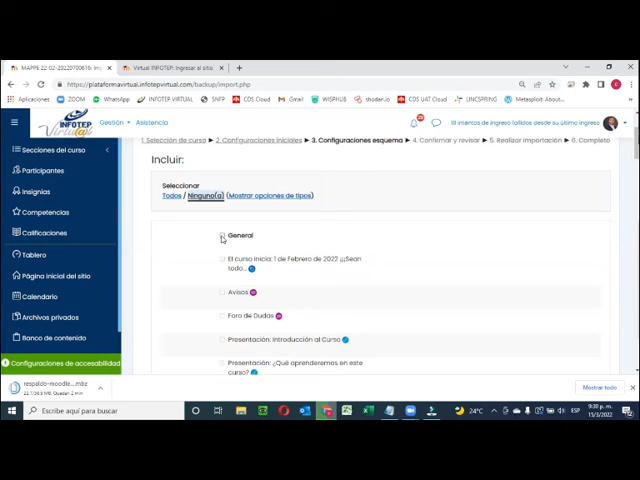 MAPPE 22-02-20220700616: Im
Virtual INFOTEP: Ingresar al sitio
https://plataformavirtual.infotepvirtual.com/backup/import.php
Aplicaciones ZOOM WhatsApp INFOTEP VIRTUAL SNTP CDS Cloud Gmail WISPHUB shodan.io CDS UAT Cloud LINCSPRING Metasploit: About...
INFOTEP
Virtual
Gestión Asistencia
20
111 intentos de ingreso fallidos desde su último ingreso
1. Selección de curso ► 2. Configuraciones iniciales ► 3. Configuraciones esquema ► 4. Confirmar y revisar ► 5. Realizar importación ► 6. Completo
Secciones del curso
Participantes
Insignias
Competencias
Calificaciones
Tablero
Página inicial del sitio
Calendario
Archivos privados
Banco de contenido
Configuraciones de accesabilidad
Incluir:
Seleccionar
Todos / Ninguno(a) (Mostrar opciones de tipos)
General
El curso inicia: 1 de Febrero de 2022 ¡¡¡Sean
todo...
Avisos
Foro de Dudas
Presentación: Introducción al Curso
Presentación: ¿Qué aprenderemos en este
curso?
respaldo-moodle....mbz
Mostrar todo
Escribe aquí para buscar
24°C
ESP
9:30 p. m.
15/3/2022